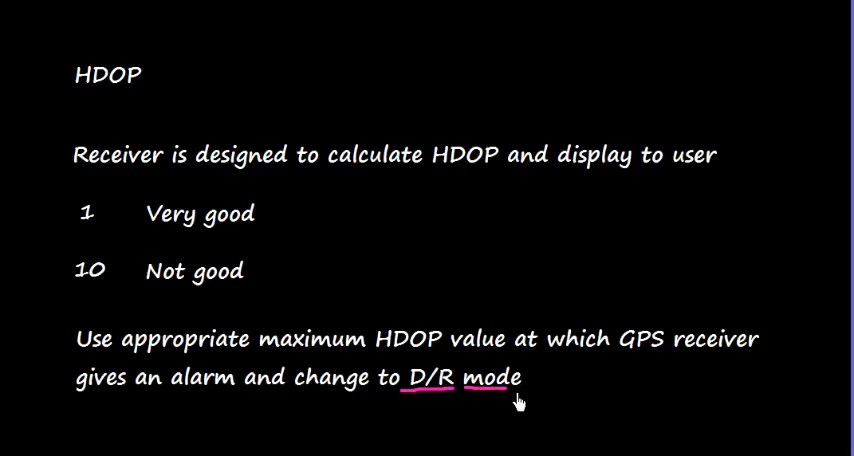 HDOP
Receiver is designed to calculate HDOP and display to user
1 Very good
10 Not good
Use appropriate maximum HDOP value at which GPS receiver
gives an alarm and change to D/R mode